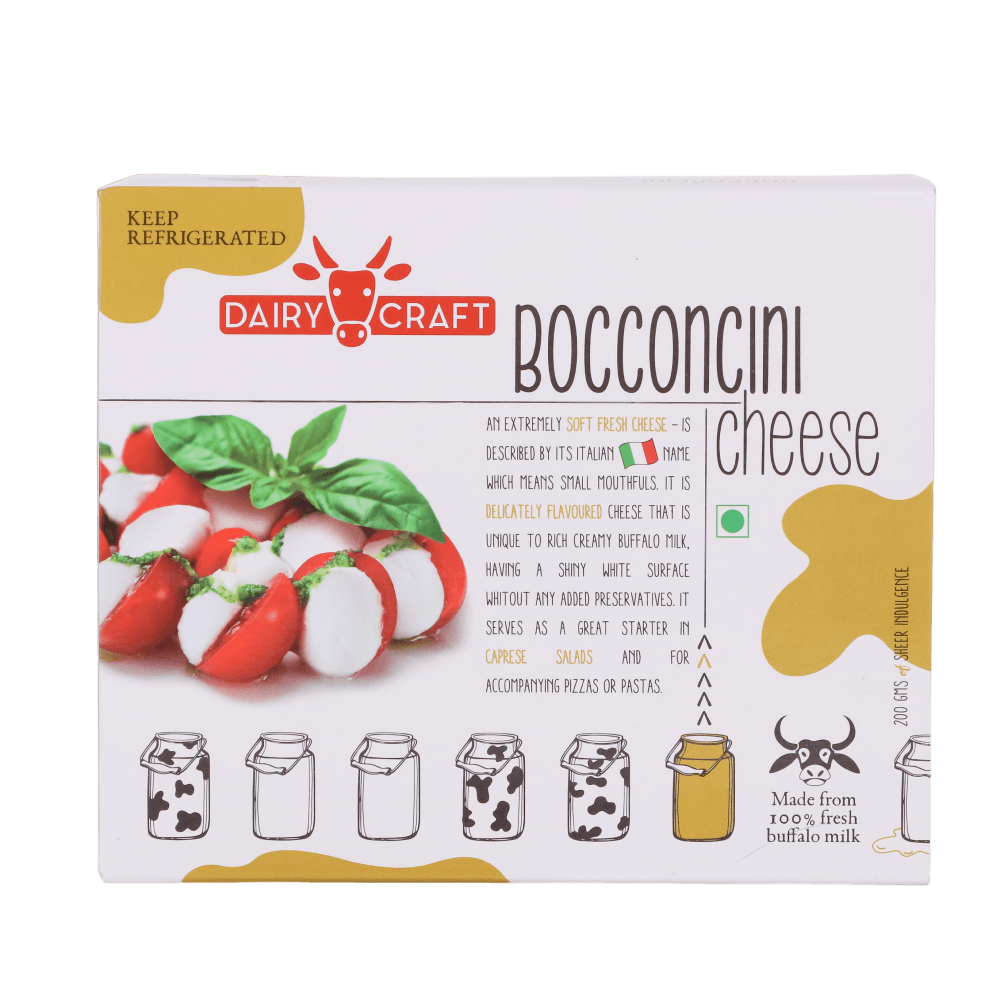 KEEP
REFRIGERATED
DAIRY CRAFT
BOCCONCINI
cheese
AN EXTREMELY SOFT FRESH CHEESE – IS
DESCRIBED BY ITS ITALIAN NAME
WHICH MEANS SMALL MOUTHFULS. IT IS
DELICATELY FLAVOURED CHEESE THAT IS
UNIQUE TO RICH CREAMY BUFFALO MILK,
HAVING A SHINY WHITE SURFACE
WHITOUT ANY ADDED PRESERVATIVES. IT
SERVES AS A GREAT STARTER IN
CAPRESE SALADS AND FOR
ACCOMPANYING PIZZAS OR PASTAS.
200 GMS of SHEER INDULGENCE
Made from
100% fresh
buffalo milk